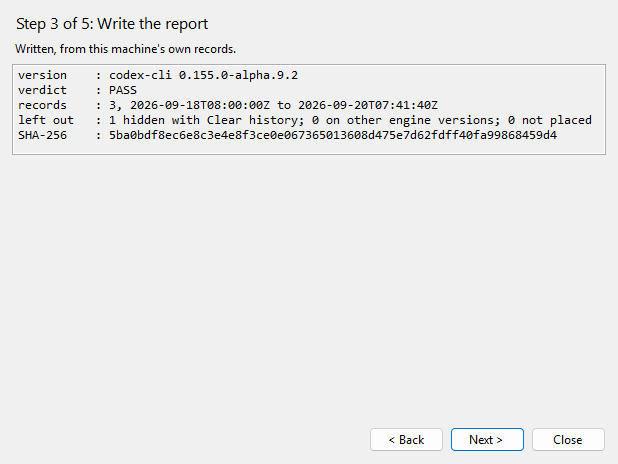 Step 3 of 5: Write the report
Written, from this machine's own records.
version    : codex-cli 0.155.0-alpha.9.2
verdict    : PASS
records    : 3, 2026-09-18T08:00:00Z to 2026-09-20T07:41:40Z
left out   : 1 hidden with Clear history; 0 on other engine versions; 0 not placed
SHA-256    : 5ba0bdf8ec6e8c3e4e8f3ce0e067365013608d475e7d62fdff40fa99868459d4
< Back
Next >
Close